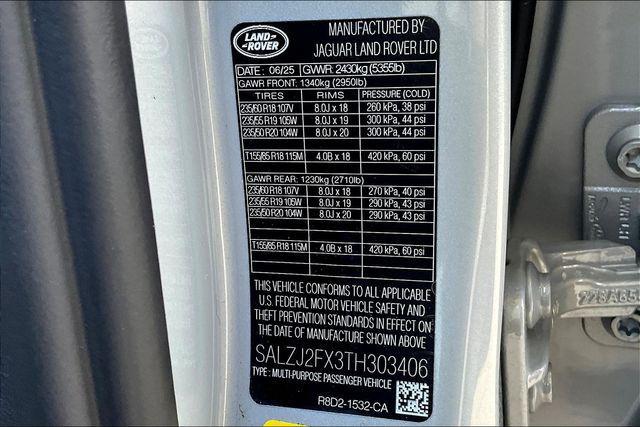 LAND-
-ROVER
MANUFACTURED BY
JAGUAR LAND ROVER LTD
DATE : 06/25 GVWR: 2430kg (5355lb)
GAWR FRONT: 1340kg (2950lb)
TIRES RIMS PRESSURE (COLD)
235/60 R18 107V 8.0J x 18 260 kPa, 38 psi
235/55 R19 105W 8.0J x 19 300 kPa, 44 psi
235/50 R20 104W 8.0J x 20 300 kPa, 44 psi
T155/85 R18 115M 4.0B x 18 420 kPa, 60 psi
GAWR REAR: 1230kg (2710lb)
235/60 R18 107V 8.0J x 18 270 kPa, 40 psi
235/55 R19 105W 8.0J x 19 290 kPa, 43 psi
235/50 R20 104W 8.0J x 20 290 kPa, 43 psi
T155/85 R18 115M 4.0B x 18 420 kPa, 60 psi
THIS VEHICLE CONFORMS TO ALL APPLICABLE
U.S. FEDERAL MOTOR VEHICLE SAFETY AND
THEFT PREVENTION STANDARDS IN EFFECT ON
THE DATE OF MANUFACTURE SHOWN ABOVE
SALZJ2FX3TH303406
TYPE : MULTI-PURPOSE PASSENGER VEHICLE
R8D2-1532-CA